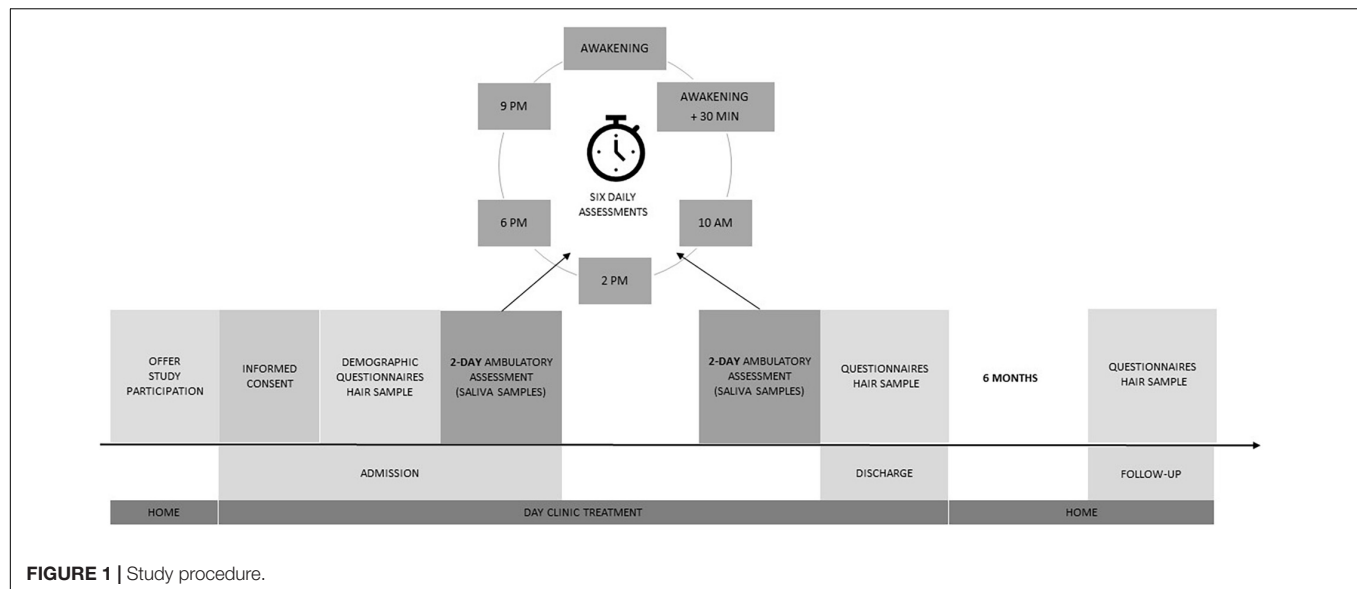 AWAKENING
AWAKENING
+ 30 MIN
9 PM
SIX DAILY
ASSESSMENTS
6 PM
10 AM
2 PM
OFFER
STUDY
PARTICIPATION
INFORMED
CONSENT
DEMOGRAPHIC
QUESTIONNAIRES
HAIR SAMPLE
2-DAY AMBULATORY
ASSESSMENT
(SALIVA SAMPLES)
2-DAY AMBULATORY
ASSESSMENT
(SALIVA SAMPLES)
QUESTIONNAIRES
HAIR SAMPLE
6 MONTHS
QUESTIONNAIRES
HAIR SAMPLE
ADMISSION
DISCHARGE
FOLLOW-UP
HOME
DAY CLINIC TREATMENT
HOME
FIGURE 1 | Study procedure.